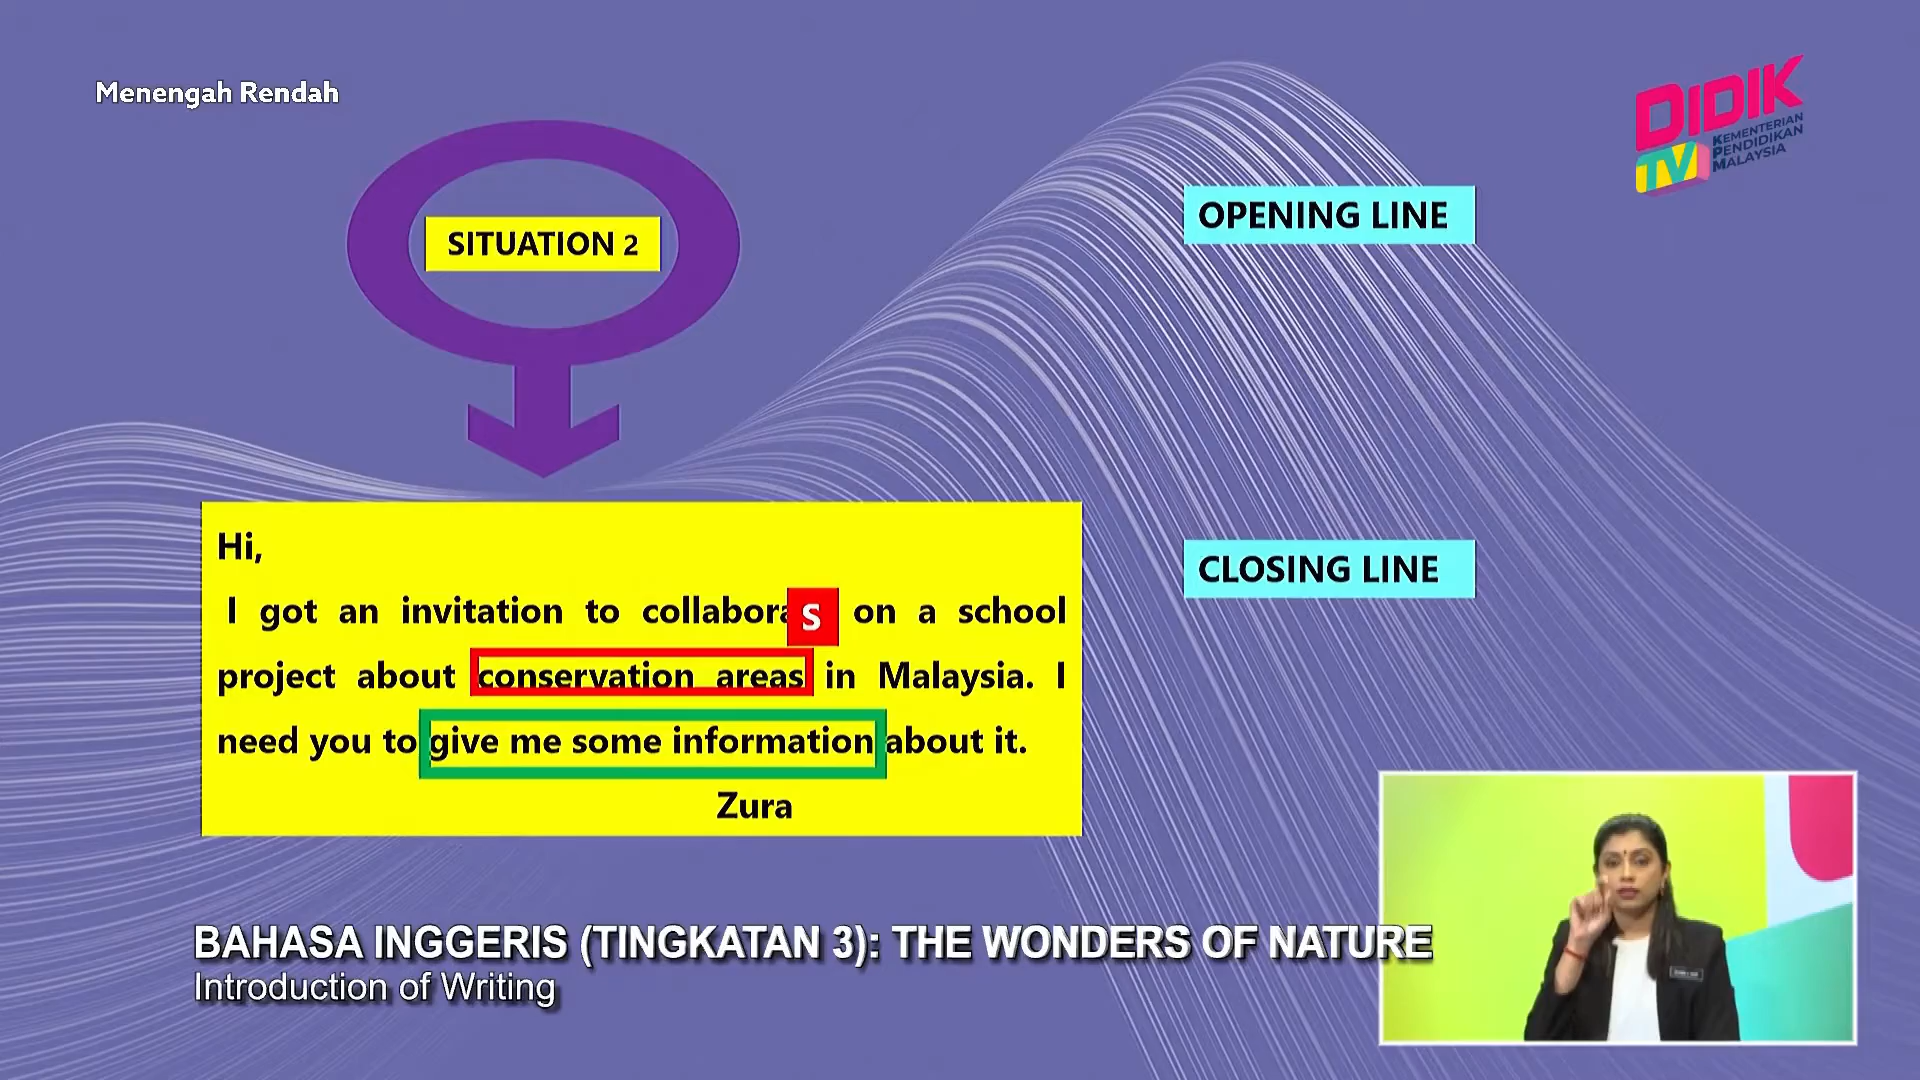 Menengah Rendah
DIDIK
TV
KEMENTERIAN
PENDIDIKAN
MALAYSIA
SITUATION 2
OPENING LINE
CLOSING LINE
Hi,
I got an invitation to collabora S on a school
project about conservation areas in Malaysia. I
need you to give me some information about it.
Zura
BAHASA INGGERIS (TINGKATAN 3): THE WONDERS OF NATURE
Introduction of Writing